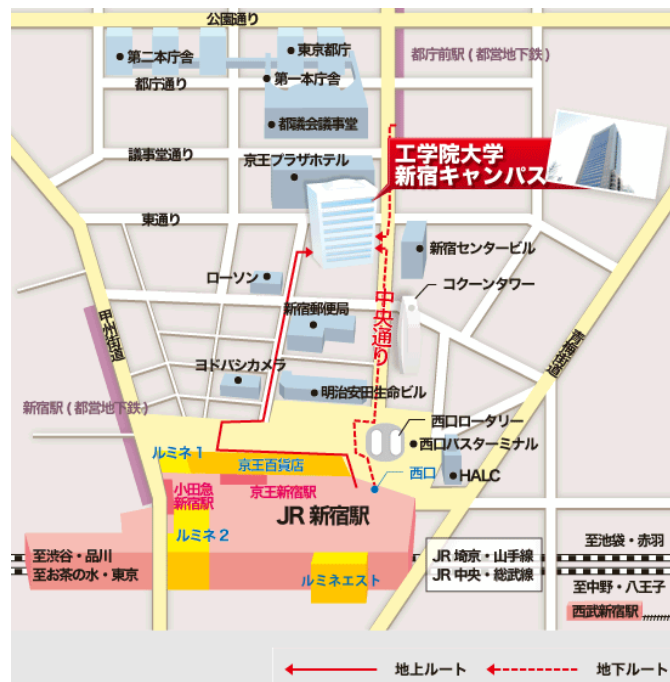 公園通り
第二本庁舎
東京都庁
都庁前駅(都営地下鉄)
第一本庁舎
都庁通り
都議会議事堂
工学院大学
新宿キャンパス
議事堂通り
京王プラザホテル
東通り
新宿センタービル
ローソン
コクーンタワー
中央通り
新宿郵便局
甲州街道
青梅街道
ヨドバシカメラ
明治安田生命ビル
新宿駅(都営地下鉄)
西口ロータリー
西口バスターミナル
ルミネ1
京王百貨店
西口
HALC
小田急
新宿駅
京王新宿駅
JR 新宿駅
ルミネ2
至池袋・赤羽
至渋谷・品川
至お茶の水・東京
JR 埼京・山手線
JR 中央・総武線
ルミネエスト
至中野・八王子
西武新宿駅
地上ルート
地下ルート